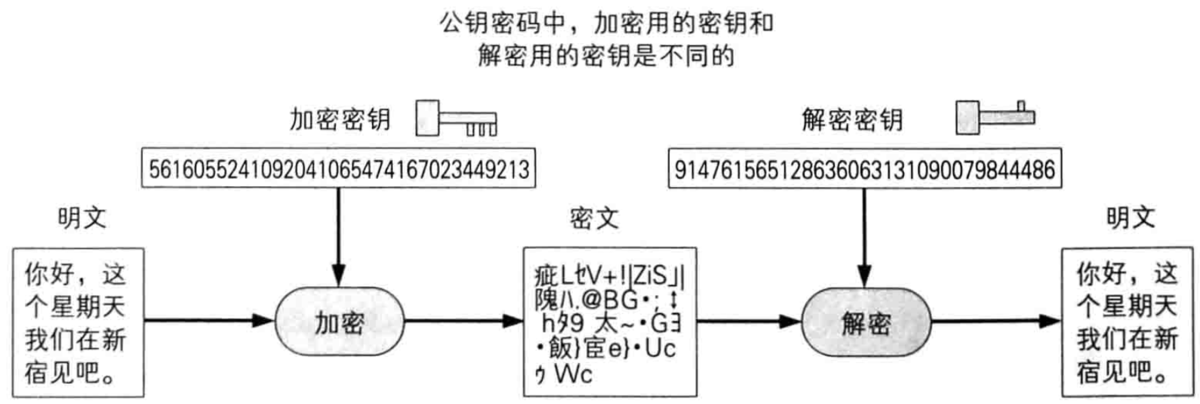 公钥密码中，加密用的密钥和
解密用的密钥是不同的
加密密钥
解密密钥
5616055241092041065474167023449213
914761565128636063131090079844486
明文
密文
明文
你好，这
个星期天
我们在新
宿见吧。
加密
疵LｾV+!|ZiS｣|
隗ﾊ.@BG・; ↕
hﾀ9 太~・Gﾖ
・飯}宦e}・Uc
ｩ Wc
解密
你好，这
个星期天
我们在新
宿见吧。